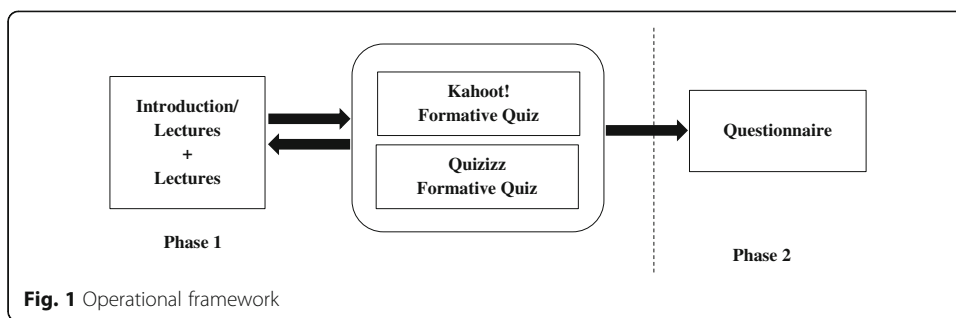 Introduction/
Lectures
+
Lectures
Phase 1
Kahoot!
Formative Quiz
Quizizz
Formative Quiz
Questionnaire
Phase 2
Fig. 1 Operational framework